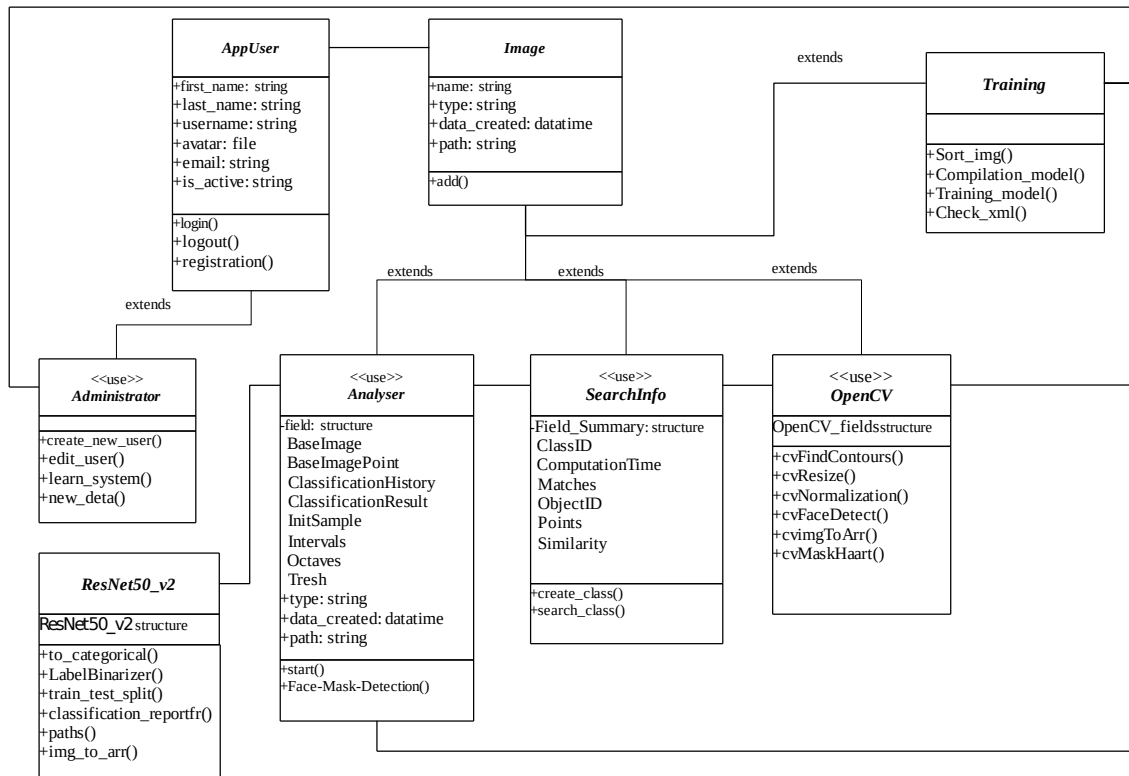 AppUser
+first_name: string
+last_name: string
+username: string
+avatar: file
+email: string
+is_active: string
+login()
+logout()
+registration()
Image
+name: string
+type: string
+data_created: datatime
+path: string
+add()
extends
Training
+Sort_img()
+Compilation_model()
+Training_model()
+Check_xml()
extends
extends
extends
extends
<<use>>
Administrator
+create_new_user()
+edit_user()
+learn_system()
+new_deta()
<<use>>
Analyser
-field: structure
BaseImage
BaseImagePoint
ClassificationHistory
ClassificationResult
InitSample
Intervals
Octaves
Tresh
+type: string
+data_created: datatime
+path: string
+start()
+Face-Mask-Detection()
<<use>>
SearchInfo
-Field_Summary: structure
ClassID
ComputationTime
Matches
ObjectID
Points
Similarity
+create_class()
+search_class()
<<use>>
OpenCV
OpenCV_fieldsstructure
+cvFindContours()
+cvResize()
+cvNormalization()
+cvFaceDetect()
+cvimgToArr()
+cvMaskHaart()
ResNet50_v2
ResNet50_v2 structure
+to_categorical()
+LabelBinarizer()
+train_test_split()
+classification_reportfr()
+paths()
+img_to_arr()